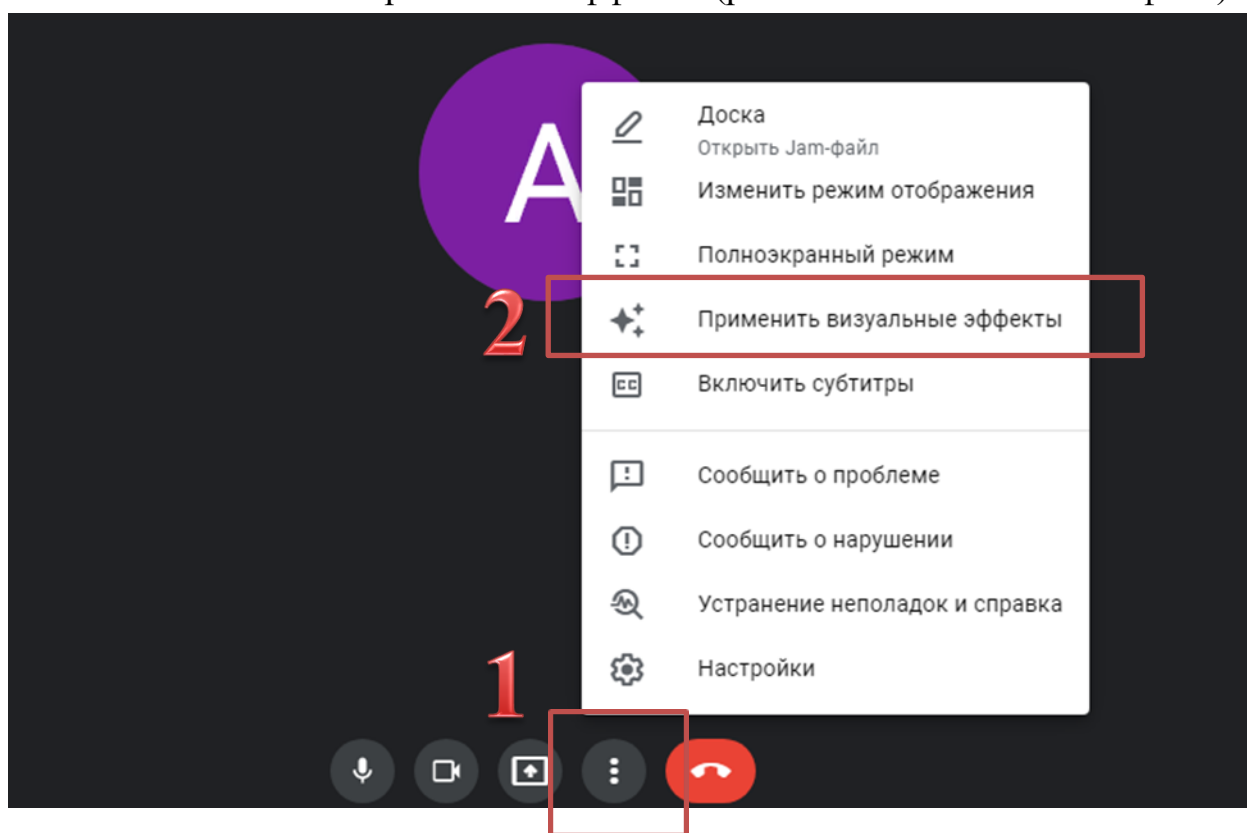 A
Доска
Открыть Jam-файл
Изменить режим отображения
Полноэкранный режим
2
Применить визуальные эффекты
CC
Включить субтитры
Сообщить о проблеме
Сообщить о нарушении
Устранение неполадок и справка
1
Настройки